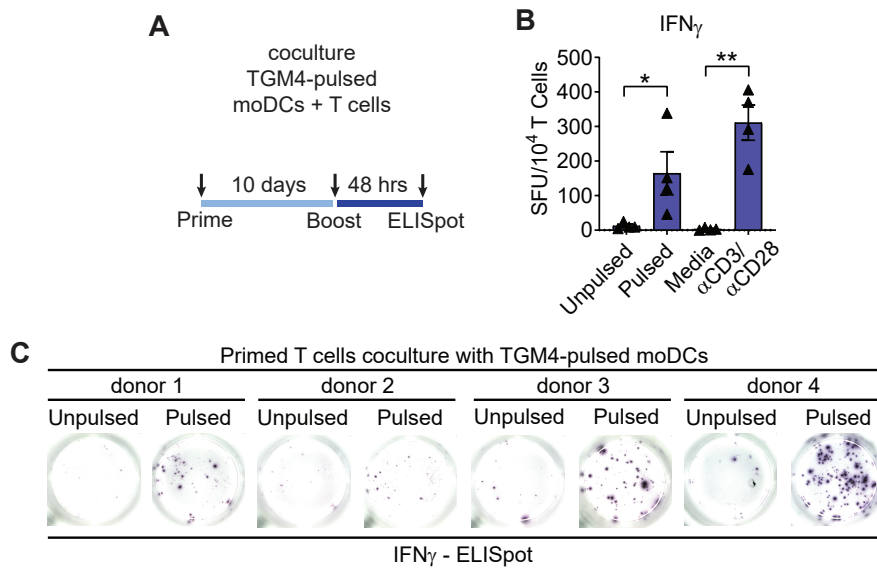 A
coculture
TGM4-pulsed
moDCs + T cells
10 days
48 hrs
Prime
Boost
ELISpot
B
IFNγ
SFU/10⁴ T Cells
500
400
300
200
100
0
*
**
Unpulsed
Pulsed
Media
αCD3/
αCD28
C
Primed T cells coculture with TGM4-pulsed moDCs
donor 1 donor 2 donor 3 donor 4
Unpulsed Pulsed Unpulsed Pulsed Unpulsed Pulsed Unpulsed Pulsed
IFNγ - ELISpot